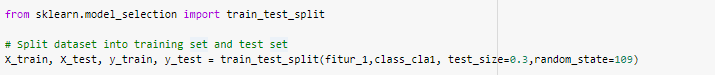 from sklearn.model_selection import train_test_split
# Split dataset into training set and test set
X_train, X_test, y_train, y_test = train_test_split(fitur_1,class_cla1, test_size=0.3,random_state=109)